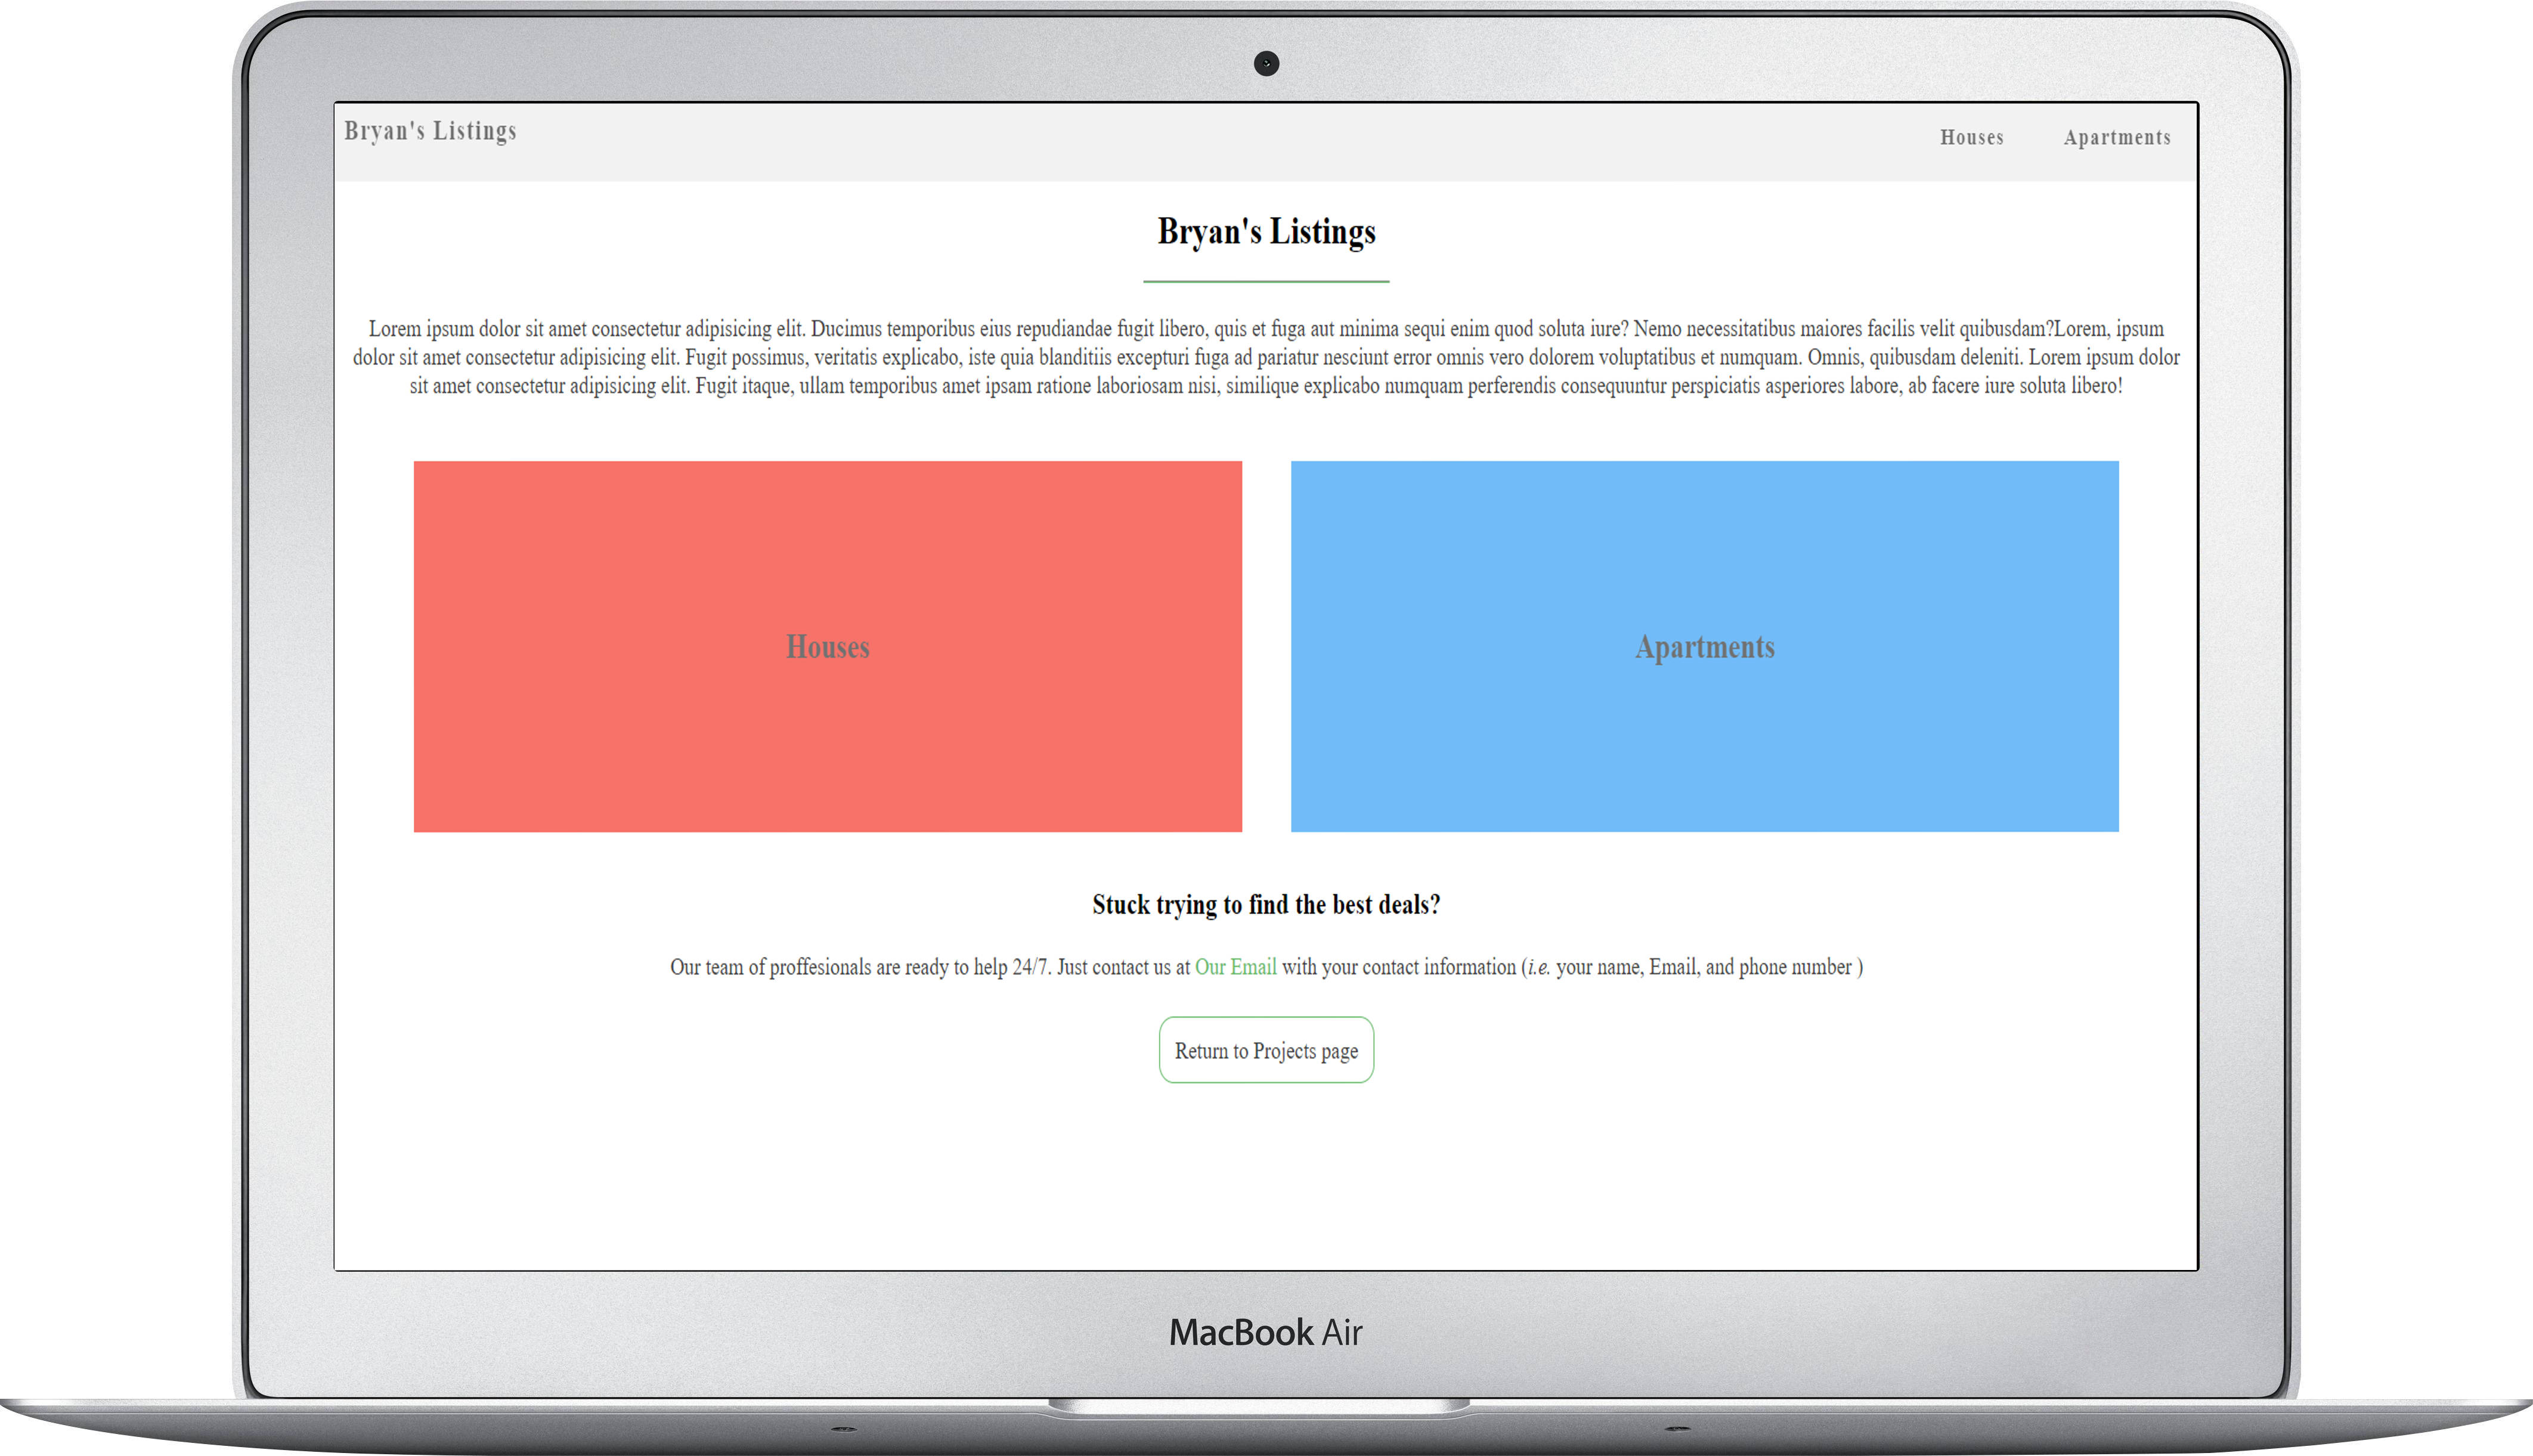 Bryan's Listings
Houses
Apartments
Bryan's Listings
Lorem ipsum dolor sit amet consectetur adipisicing elit. Ducimus temporibus eius repudiandae fugit libero, quis et fuga aut minima sequi enim quod soluta iure? Nemo necessitatibus maiores facilis velit quibusdam?Lorem, ipsum
dolor sit amet consectetur adipisicing elit. Fugit possimus, veritatis explicabo, iste quia blanditiis excepturi fuga ad pariatur nesciunt error omnis vero dolorem voluptatibus et numquam. Omnis, quibusdam deleniti. Lorem ipsum dolor
sit amet consectetur adipisicing elit. Fugit itaque, ullam temporibus amet ipsam ratione laboriosam nisi, similique explicabo numquam perferendis consequuntur perspiciatis asperiores labore, ab facere iure soluta libero!
Houses
Apartments
Stuck trying to find the best deals?
Our team of proffesionals are ready to help 24/7. Just contact us at Our Email with your contact information (i.e. your name, Email, and phone number )
Return to Projects page
MacBook Air